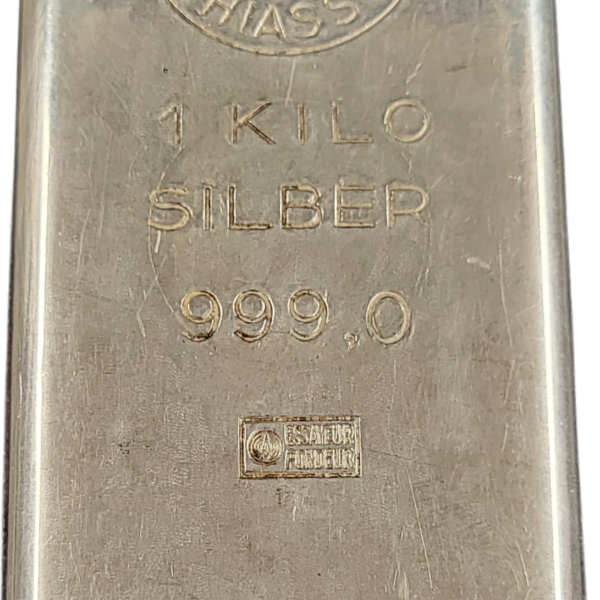 HIASS
1 KILO
SILBER
999,0
ESSAYEUR
FONDEUR